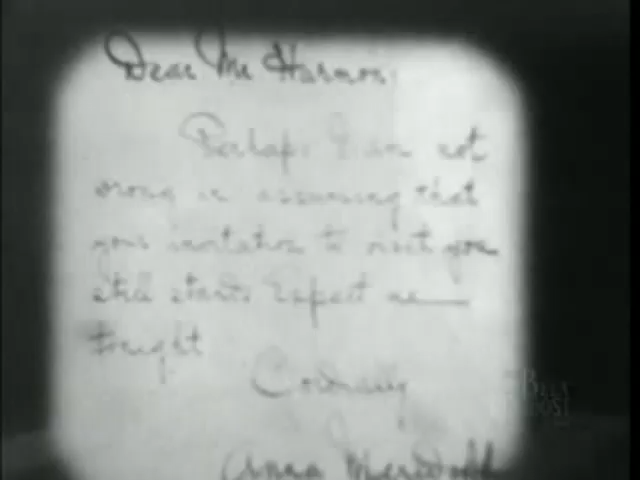 Dear Mr Harmon:
Perhaps I am not
wrong in assuming that
your invitation to visit you
still stands Expect me—
tonight
Cordially
Anna